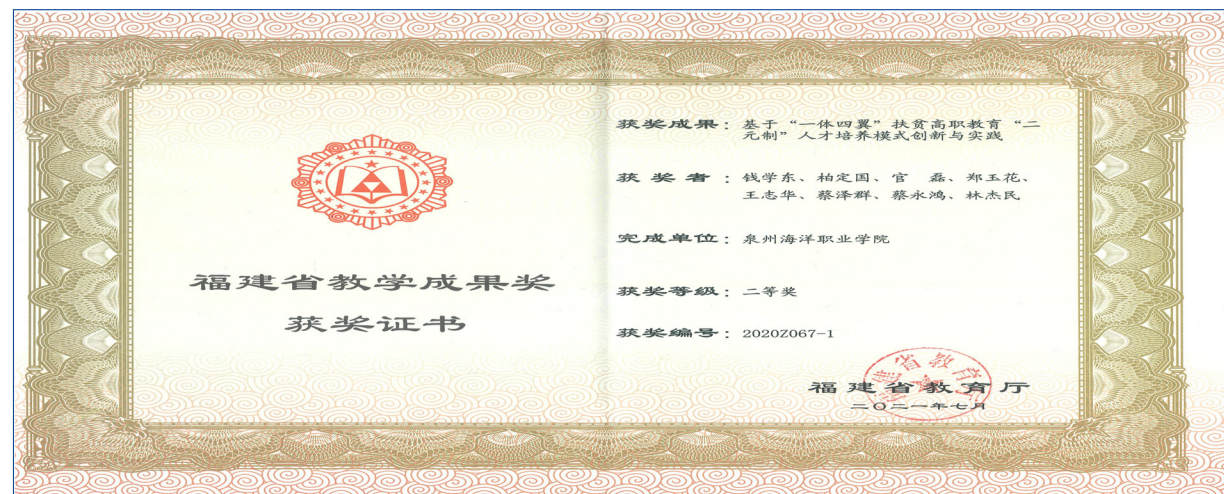 福建省教学成果奖
获奖证书
获奖成果：基于“一体四翼”扶贫高职教育“二
元制”人才培养模式创新与实践
获奖者：钱学东、柏定国、官　磊、郑玉花、
王志华、蔡泽群、蔡永鸿、林杰民
完成单位：泉州海洋职业学院
获奖等级：二等奖
获奖编号：2020Z067-1
福建省教育厅
二〇二一年七月